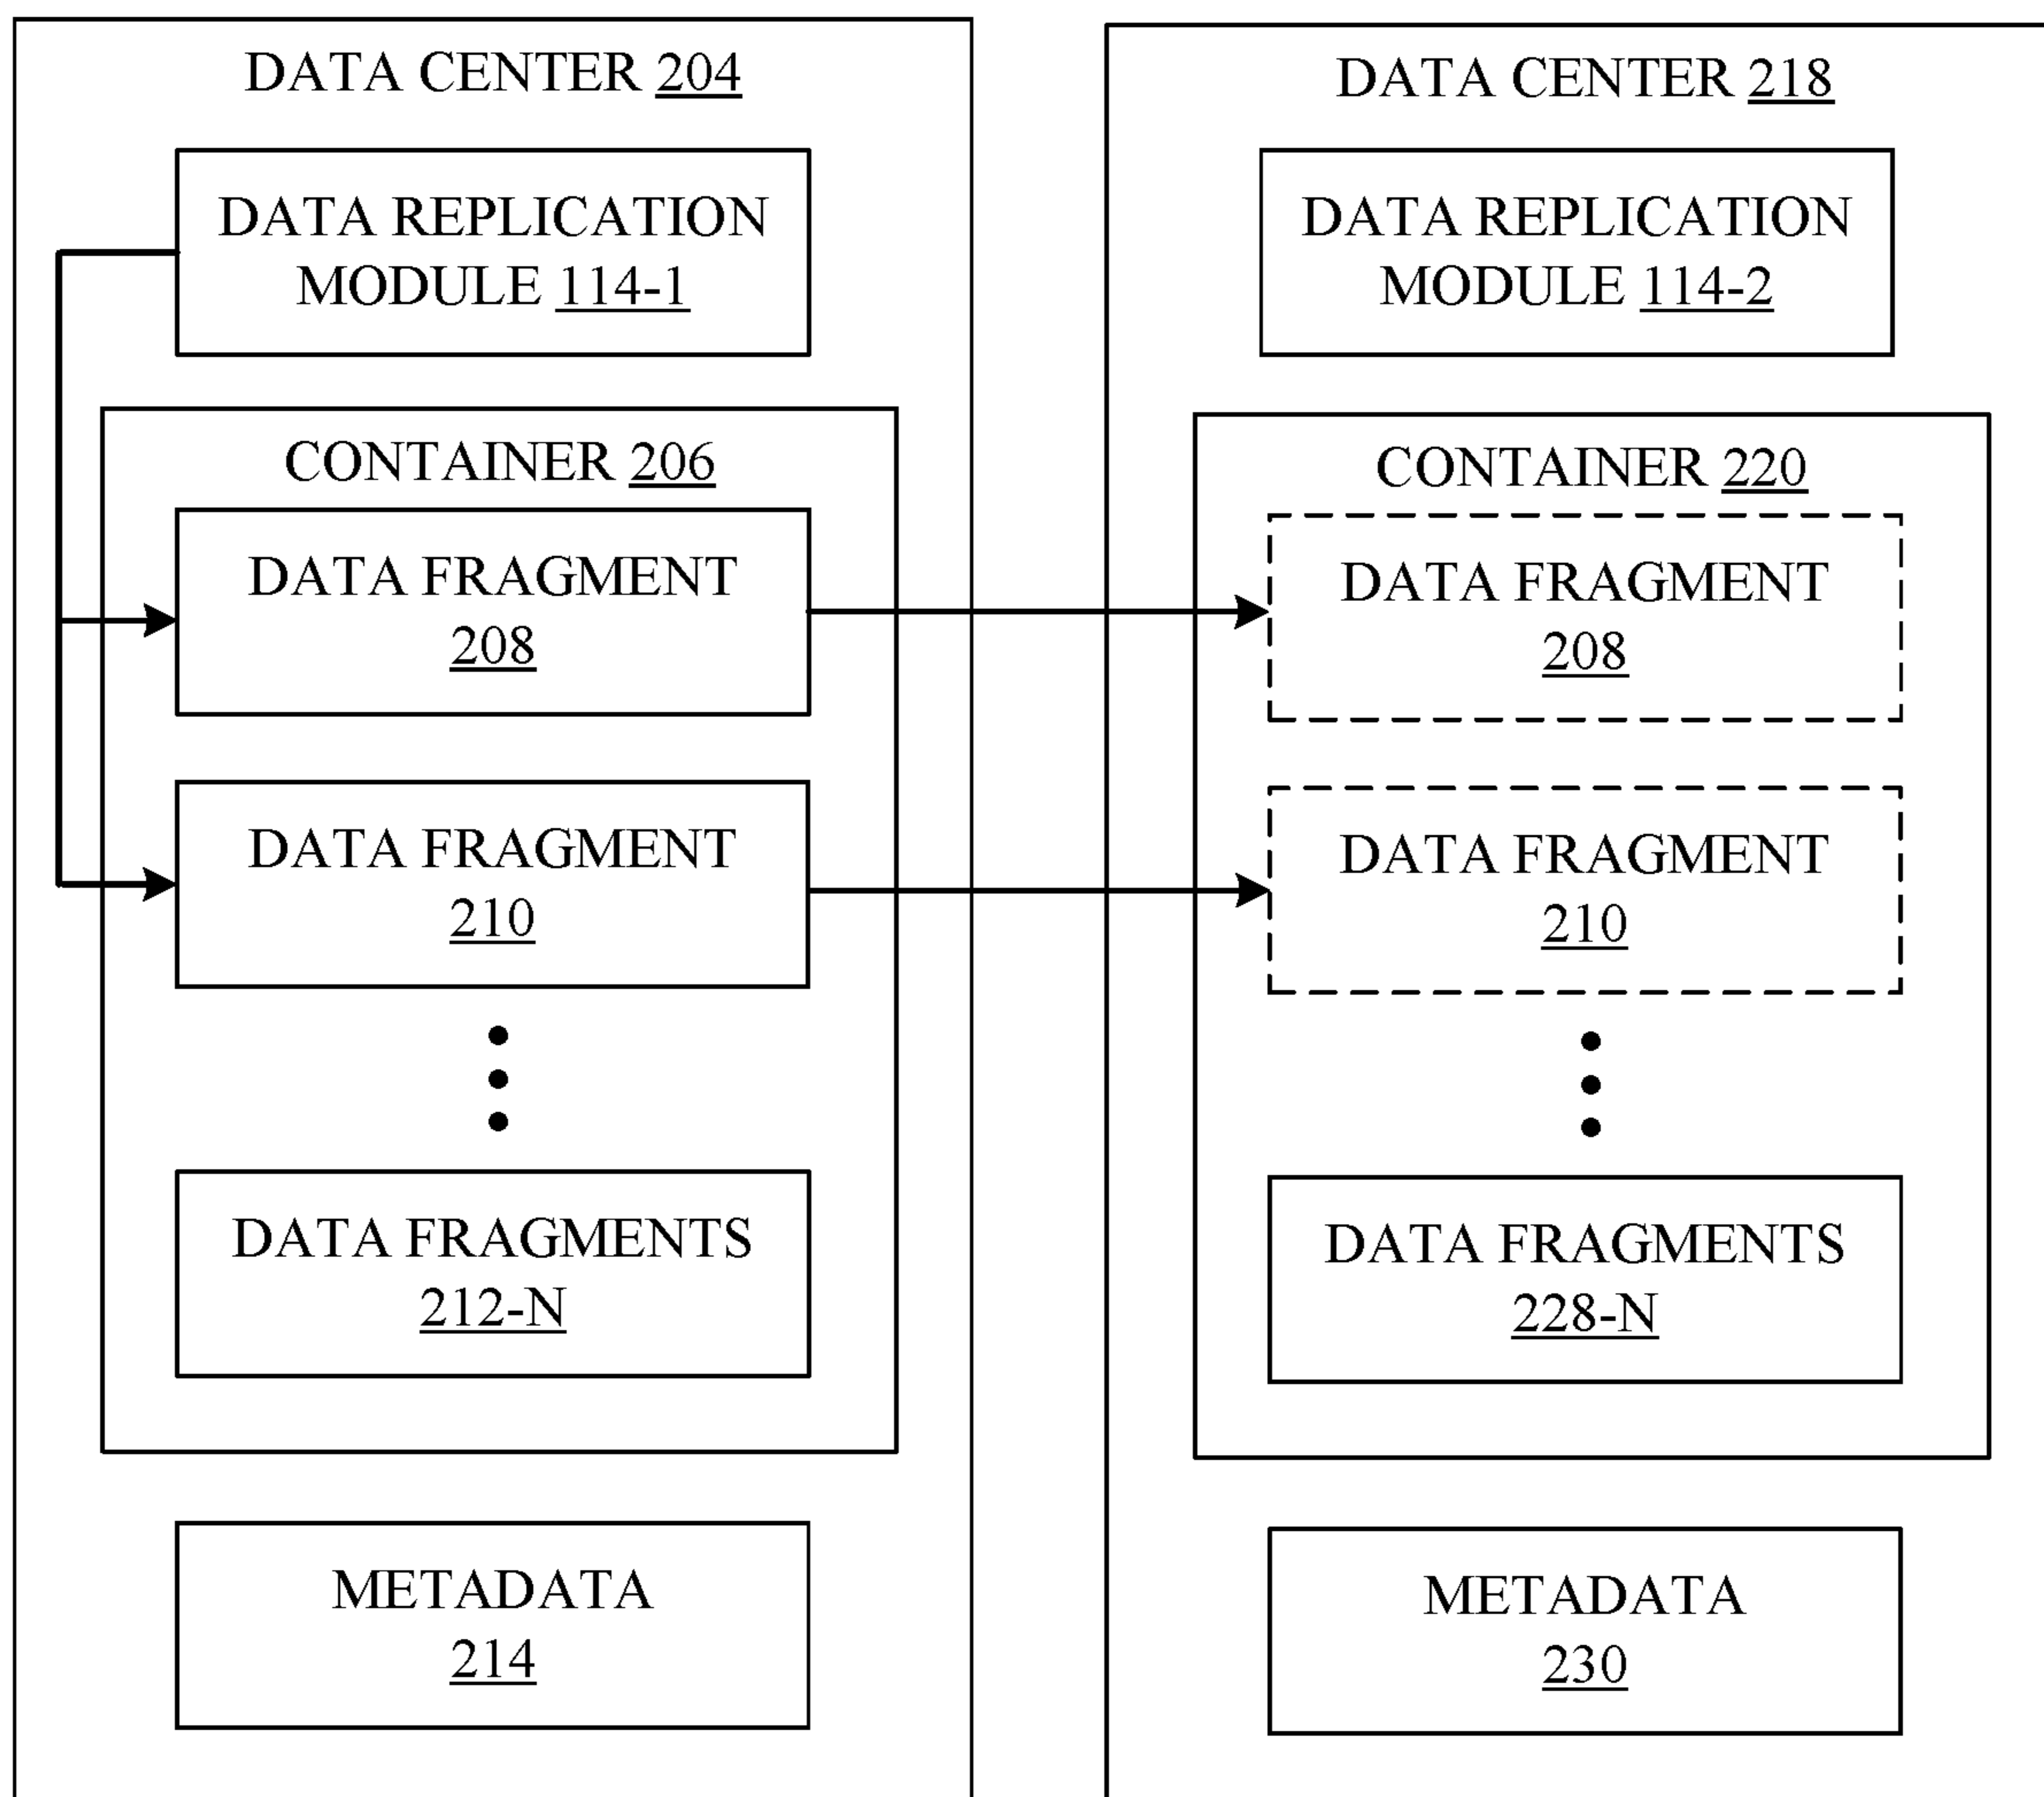 DATA CENTER 204
DATA REPLICATION
MODULE 114-1
CONTAINER 206
DATA FRAGMENT
208
DATA FRAGMENT
210
DATA FRAGMENTS
212-N
METADATA
214
DATA CENTER 218
DATA REPLICATION
MODULE 114-2
CONTAINER 220
DATA FRAGMENT
208
DATA FRAGMENT
210
DATA FRAGMENTS
228-N
METADATA
230